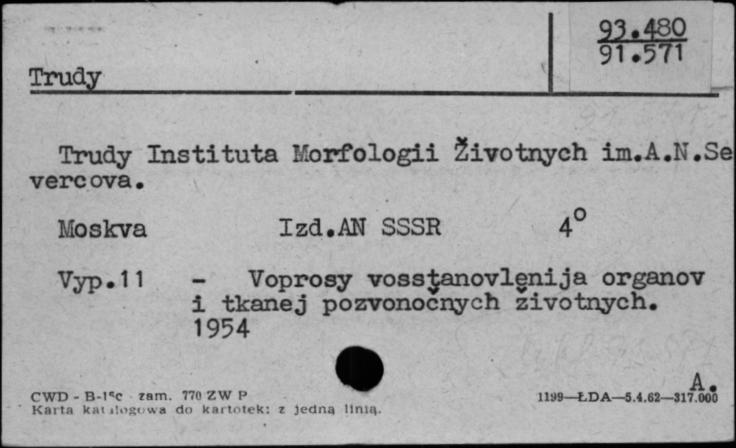 93.480
91.571
Trudy
Trudy Instituta Morfologii Životnych im.A.N.Se
vercova.
Moskva Izd.AN SSSR 4°
Vyp.11 - Voprosy vosstanovlenija organov
i tkanej pozvonočnych životnych.
1954
A.
CWD - B-1 zam. 770 ZW P
1199—ŁDA—5.4.62—317.000
Karta katalogowa do kartotek: z jedną linią.